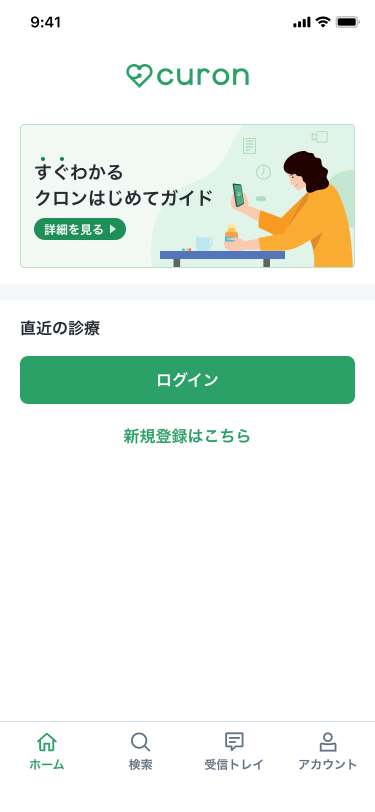 9:41
curon
すぐわかる
クロンはじめてガイド
詳細を見る
直近の診療
ログイン
新規登録はこちら
ホーム
検索
受信トレイ
アカウント